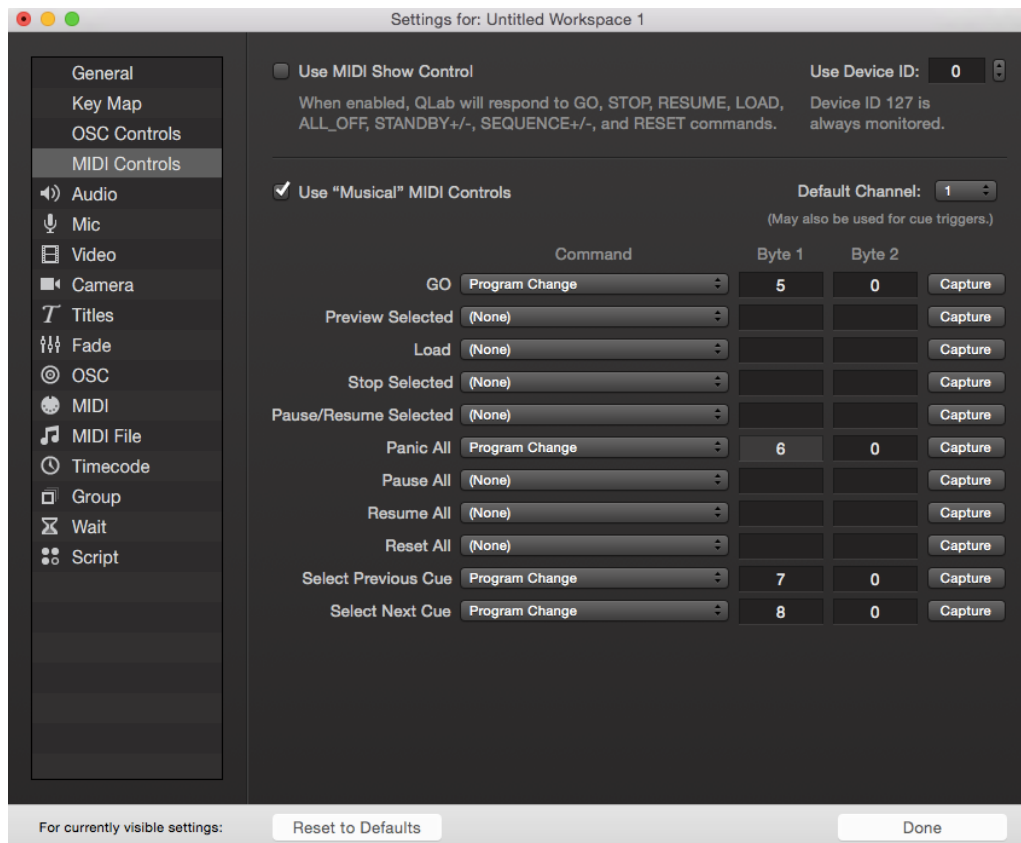 Settings for: Untitled Workspace 1
General
Key Map
OSC Controls
MIDI Controls
Audio
Mic
Video
Camera
Titles
Fade
OSC
MIDI
MIDI File
Timecode
Group
Wait
Script
Use MIDI Show Control
Use Device ID: 0
When enabled, QLab will respond to GO, STOP, RESUME, LOAD,
ALL_OFF, STANDBY+/-, SEQUENCE+/-, and RESET commands.
Device ID 127 is
always monitored.
Use “Musical” MIDI Controls
Default Channel: 1
(May also be used for cue triggers.)
Command Byte 1 Byte 2
GO Program Change 5 0 Capture
Preview Selected (None) Capture
Load (None) Capture
Stop Selected (None) Capture
Pause/Resume Selected (None) Capture
Panic All Program Change 6 0 Capture
Pause All (None) Capture
Resume All (None) Capture
Reset All (None) Capture
Select Previous Cue Program Change 7 0 Capture
Select Next Cue Program Change 8 0 Capture
For currently visible settings: Reset to Defaults Done